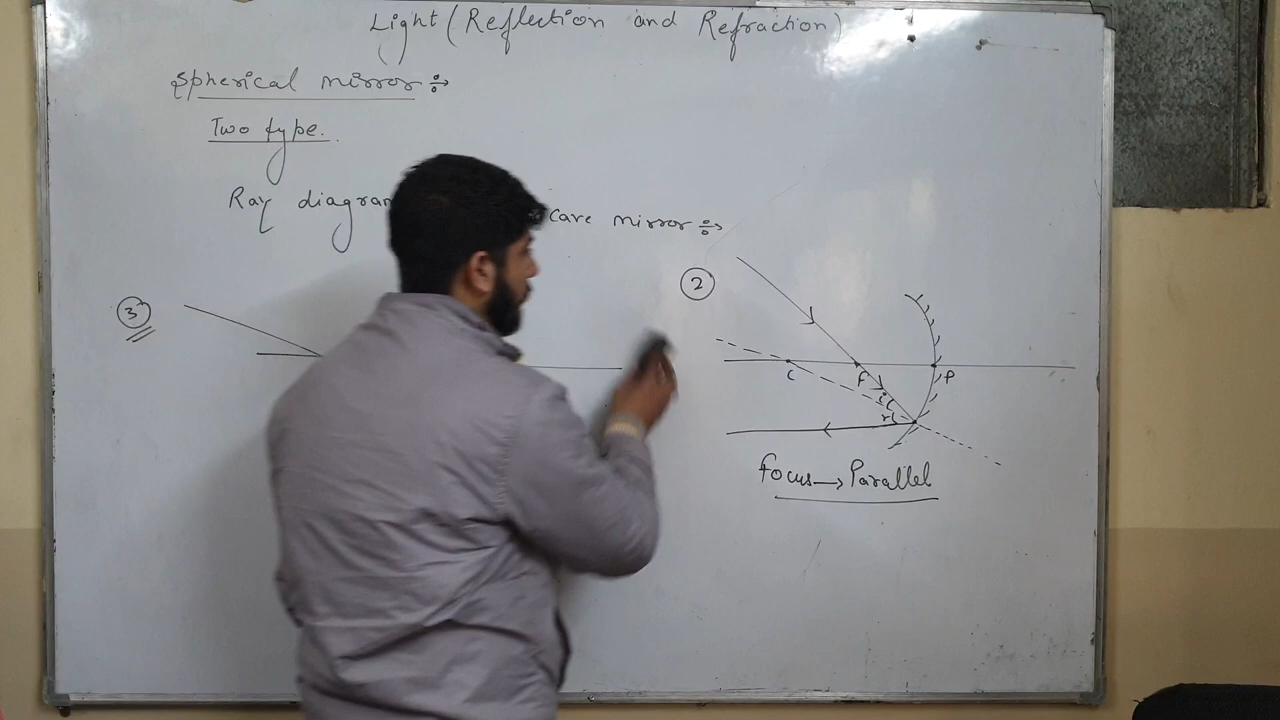 Light (Reflection and Refraction)
Spherical mirror ÷
Two type.
Ray diagram
cave mirror ÷
3
2
C
F
P
i
r
focus → Parallel